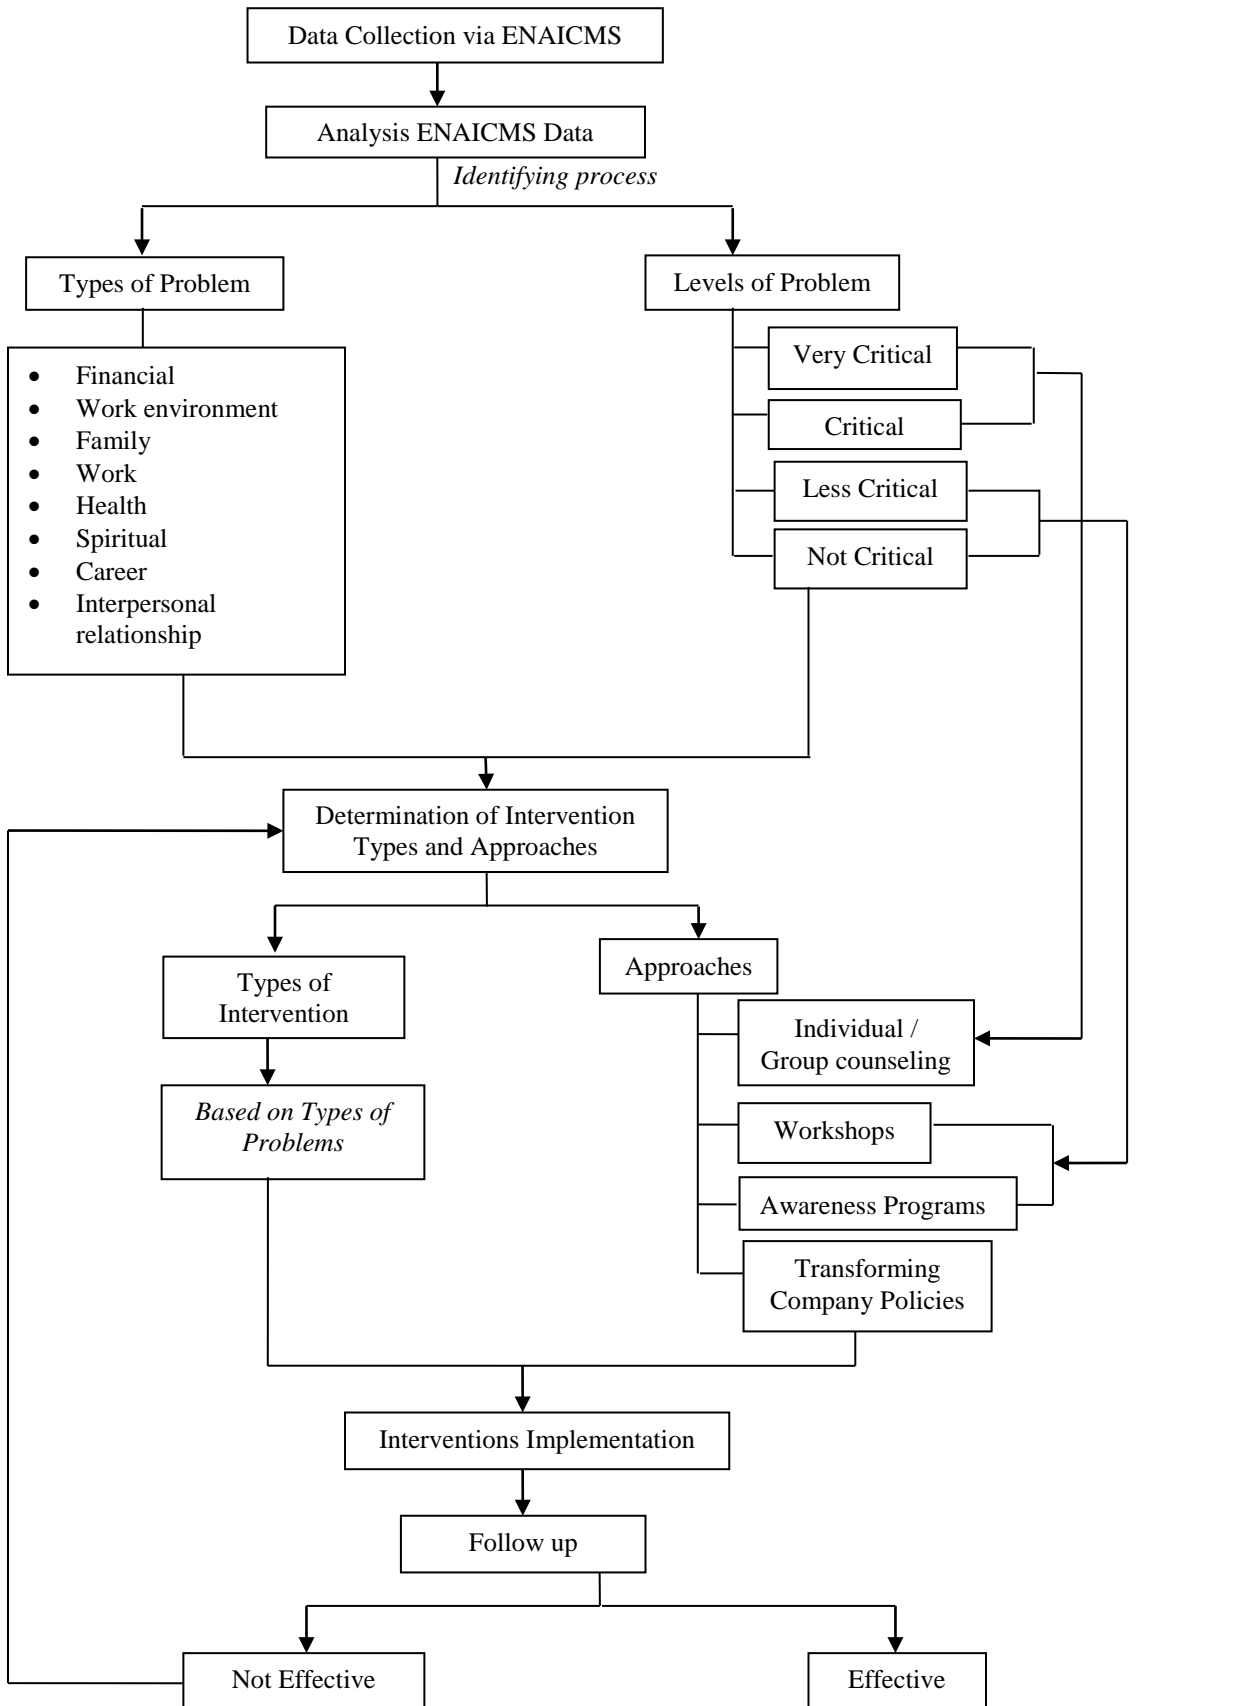 Data Collection via ENAICMS
Analysis ENAICMS Data
Identifying process
Types of Problem
Levels of Problem
• Financial
• Work environment
• Family
• Work
• Health
• Spiritual
• Career
• Interpersonal
relationship
Very Critical
Critical
Less Critical
Not Critical
Determination of Intervention
Types and Approaches
Types of
Intervention
Based on Types of
Problems
Approaches
Individual /
Group counseling
Workshops
Awareness Programs
Transforming
Company Policies
Interventions Implementation
Follow up
Not Effective
Effective